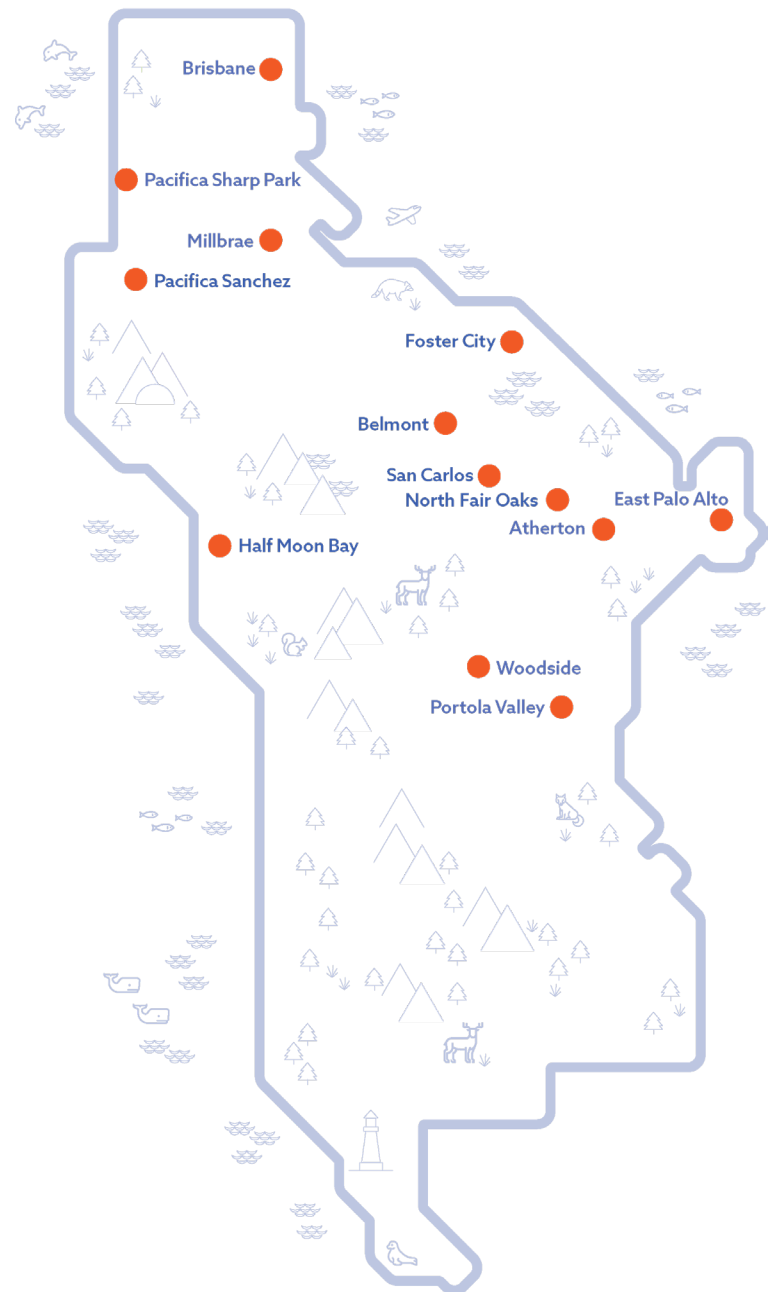 Brisbane
Pacifica Sharp Park
Millbrae
Pacifica Sanchez
Foster City
Belmont
San Carlos
North Fair Oaks
East Palo Alto
Atherton
Half Moon Bay
Woodside
Portola Valley